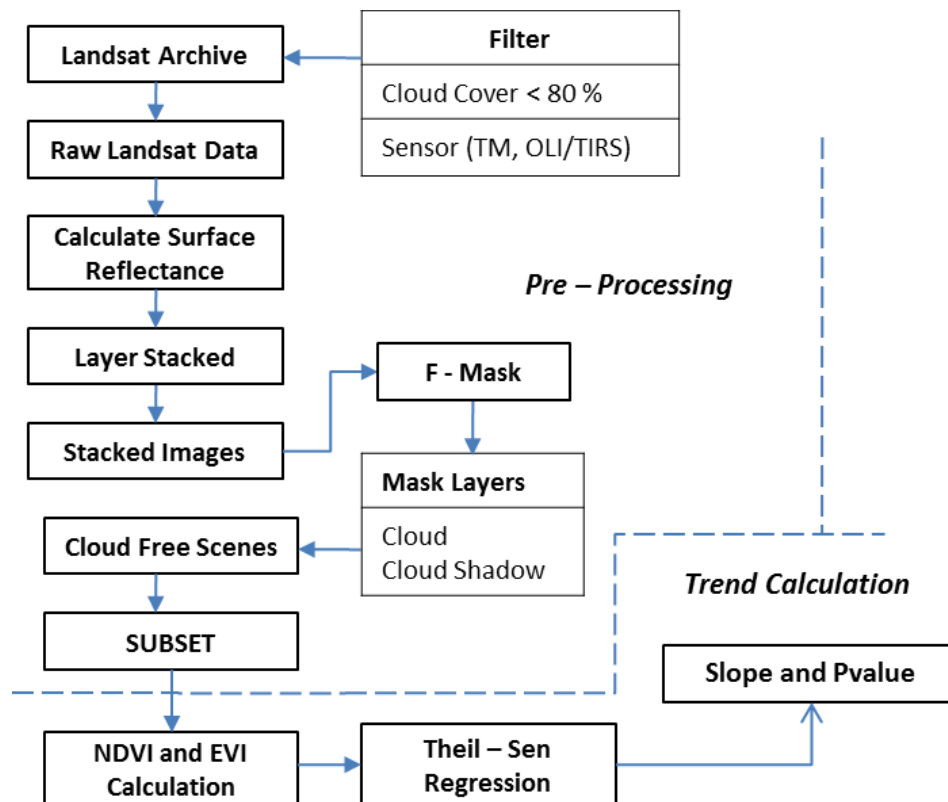 Landsat Archive
Filter
Cloud Cover < 80 %
Sensor (TM, OLI/TIRS)
Raw Landsat Data
Calculate Surface
Reflectance
Pre – Processing
Layer Stacked
F - Mask
Stacked Images
Mask Layers
Cloud
Cloud Shadow
Cloud Free Scenes
SUBSET
Trend Calculation
Slope and Pvalue
NDVI and EVI
Calculation
Theil – Sen
Regression